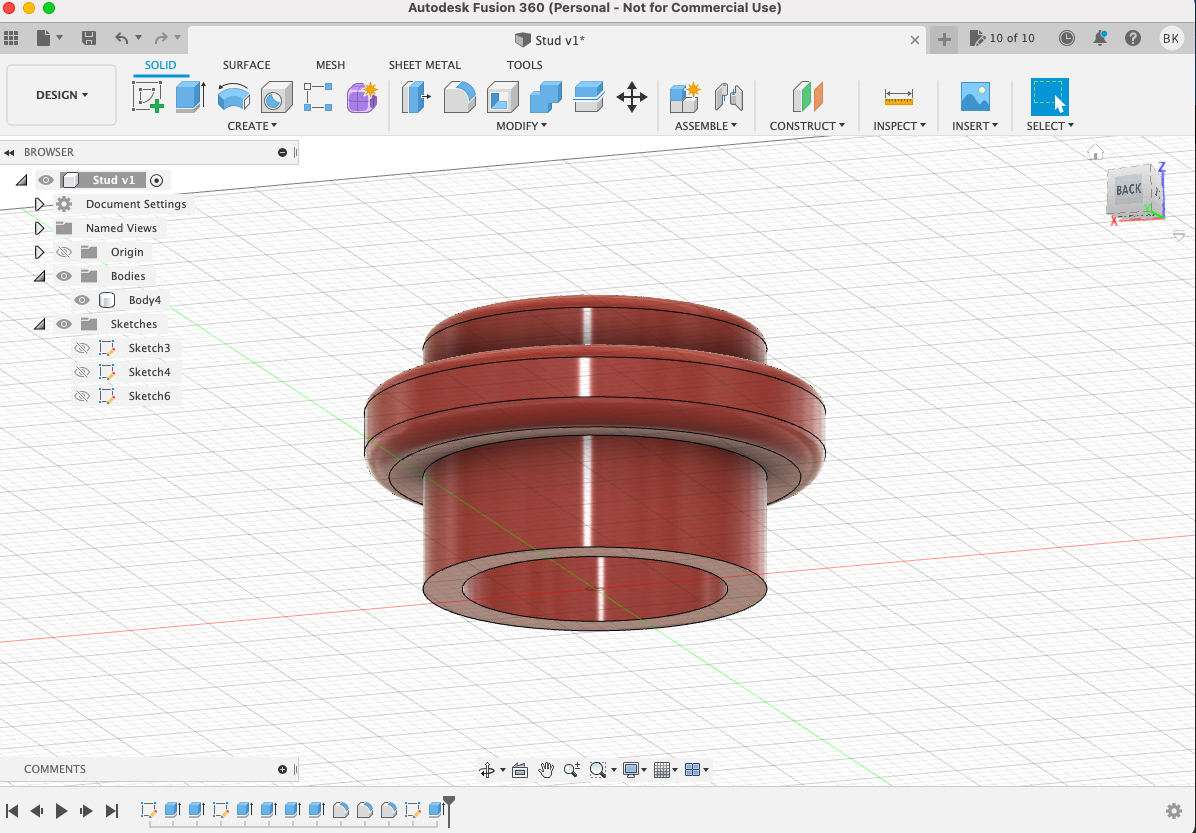 Autodesk Fusion 360 (Personal - Not for Commercial Use)
Stud v1*
10 of 10
BK
SOLID SURFACE MESH SHEET METAL TOOLS
DESIGN
CREATE MODIFY ASSEMBLE CONSTRUCT INSPECT INSERT SELECT
BROWSER
Stud v1
Document Settings
Named Views
Origin
Bodies
Body4
Sketches
Sketch3
Sketch4
Sketch6
Z
BACK
X
COMMENTS